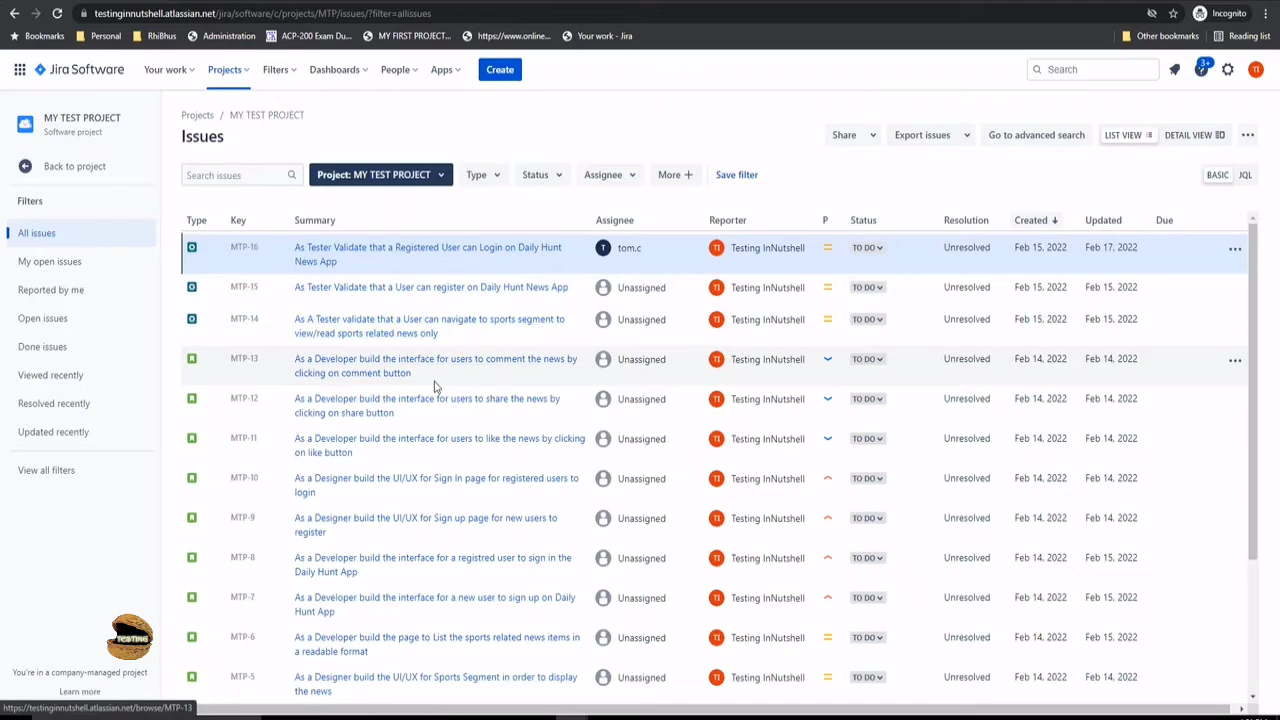 testinginnutshell.atlassian.net/jira/software/c/projects/MTP/issues/?filter=allissues
Incognito
Bookmarks Personal RhiBhus Administration ACP-200 Exam Du... MY FIRST PROJECT... https://www.online... Your work - Jira Other bookmarks Reading list
Jira Software Your work Projects Filters Dashboards People Apps Create Search 3+ TI
MY TEST PROJECT
Software project
Back to project
Filters
All issues
My open issues
Reported by me
Open issues
Done issues
Viewed recently
Resolved recently
Updated recently
View all filters
TESTING
You're in a company-managed project
Learn more
https://testinginnutshell.atlassian.net/browse/MTP-13
Projects / MY TEST PROJECT
Issues
Share Export issues Go to advanced search LIST VIEW DETAIL VIEW
Search issues Project: MY TEST PROJECT Type Status Assignee More + Save filter BASIC JQL
Type Key Summary Assignee Reporter P Status Resolution Created Updated Due
MTP-16 As Tester Validate that a Registered User can Login on Daily Hunt T tom.c TI Testing InNutshell TO DO Unresolved Feb 15, 2022 Feb 17, 2022
News App
MTP-15 As Tester Validate that a User can register on Daily Hunt News App Unassigned TI Testing InNutshell TO DO Unresolved Feb 15, 2022 Feb 15, 2022
MTP-14 As A Tester validate that a User can navigate to sports segment to Unassigned TI Testing InNutshell TO DO Unresolved Feb 15, 2022 Feb 15, 2022
view/read sports related news only
MTP-13 As a Developer build the interface for users to comment the news by Unassigned TI Testing InNutshell TO DO Unresolved Feb 14, 2022 Feb 14, 2022
clicking on comment button
MTP-12 As a Developer build the interface for users to share the news by Unassigned TI Testing InNutshell TO DO Unresolved Feb 14, 2022 Feb 14, 2022
clicking on share button
MTP-11 As a Developer build the interface for users to like the news by clicking Unassigned TI Testing InNutshell TO DO Unresolved Feb 14, 2022 Feb 14, 2022
on like button
MTP-10 As a Designer build the UI/UX for Sign In page for registered users to Unassigned TI Testing InNutshell TO DO Unresolved Feb 14, 2022 Feb 14, 2022
login
MTP-9 As a Designer build the UI/UX for Sign up page for new users to Unassigned TI Testing InNutshell TO DO Unresolved Feb 14, 2022 Feb 14, 2022
register
MTP-8 As a Developer build the interface for a registred user to sign in the Unassigned TI Testing InNutshell TO DO Unresolved Feb 14, 2022 Feb 14, 2022
Daily Hunt App
MTP-7 As a Developer build the interface for a new user to sign up on Daily Unassigned TI Testing InNutshell TO DO Unresolved Feb 14, 2022 Feb 15, 2022
Hunt App
MTP-6 As a Developer build the page to List the sports related news items in Unassigned TI Testing InNutshell TO DO Unresolved Feb 14, 2022 Feb 15, 2022
a readable format
MTP-5 As a Designer build the UI/UX for Sports Segment in order to display Unassigned TI Testing InNutshell TO DO Unresolved Feb 14, 2022 Feb 14, 2022
the news